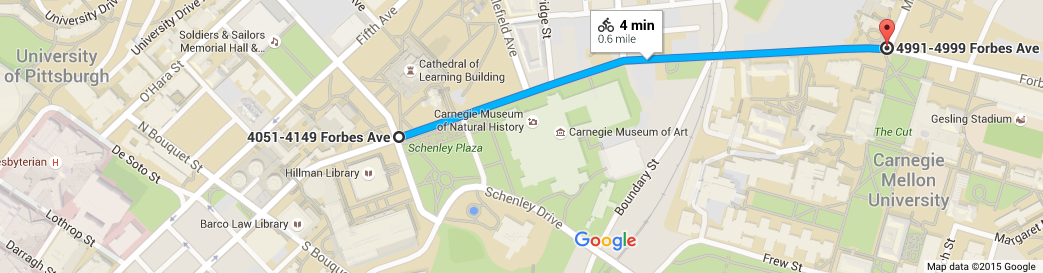 University Drive
Soldiers & Sailors
Memorial Hall &...
Fifth Ave
4 min
0.6 mile
4991-4999 Forbes Ave
University
of Pittsburgh
O'Hara St
Cathedral of
Learning Building
Carnegie Museum
of Natural History
Carnegie Museum of Art
Gesling Stadium
The Cut
4051-4149 Forbes Ave
Schenley Plaza
N Bouquet St
De Soto St
esbyterian
Hillman Library
Carnegie
Mellon
University
Boundary St
Schenley Drive
Lothrop St
Barco Law Library
S Bouquet
Google
Darragh St
Frew St
Margaret M
Map data ©2015 Google